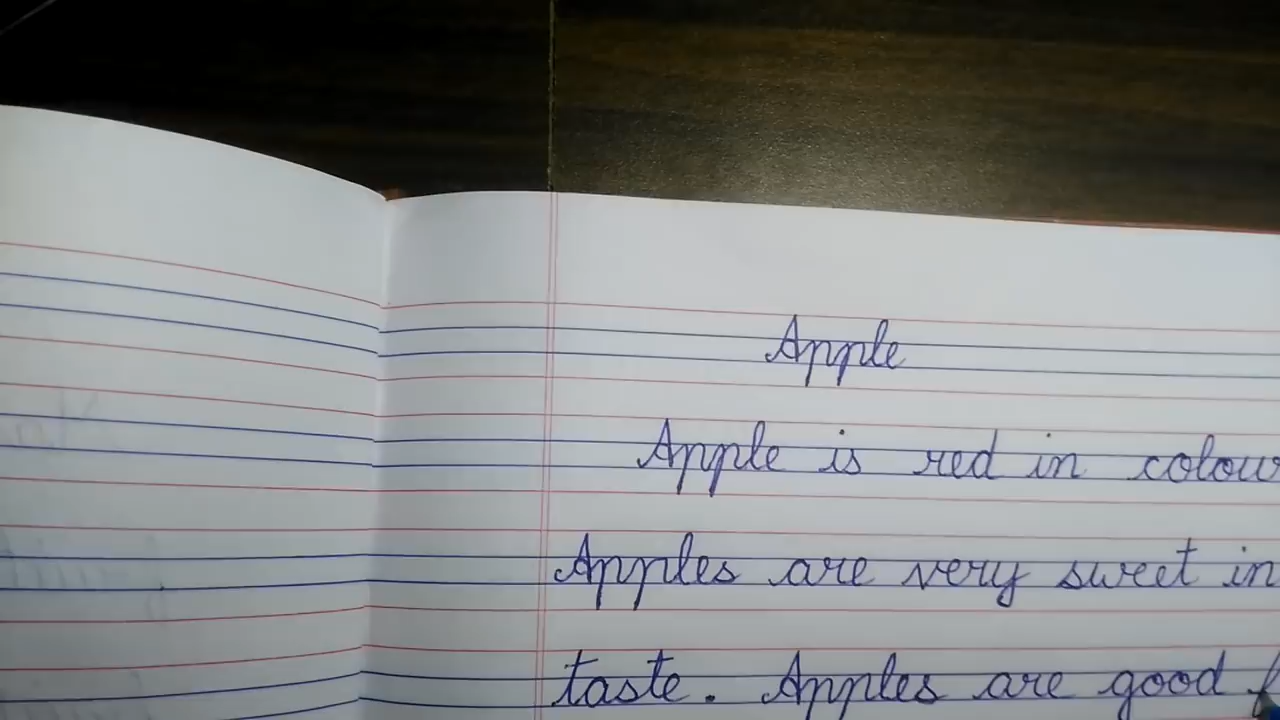 Apple
Apple is red in colour
Apples are very sweet in
taste. Apples are good